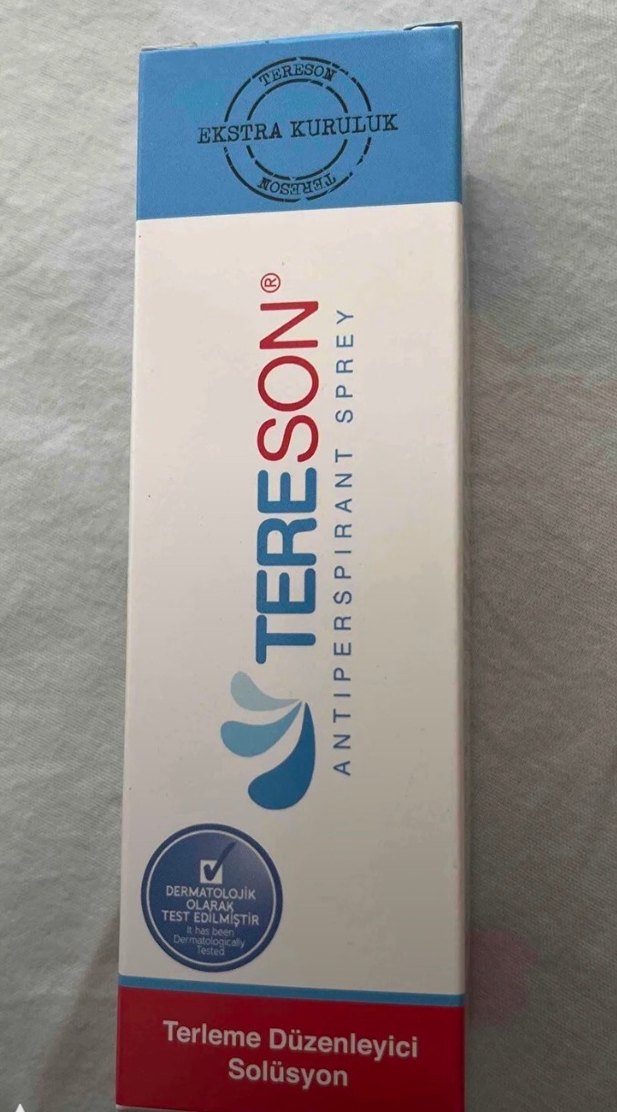 TERESON
EKSTRA KURULUK
TERESON
TERESON®
ANTIPERSPIRANT SPREY
DERMATOLOJİK
OLARAK
TEST EDİLMİŞTİR
It has been
Dermatologically
Tested
Terleme Düzenleyici
Solüsyon